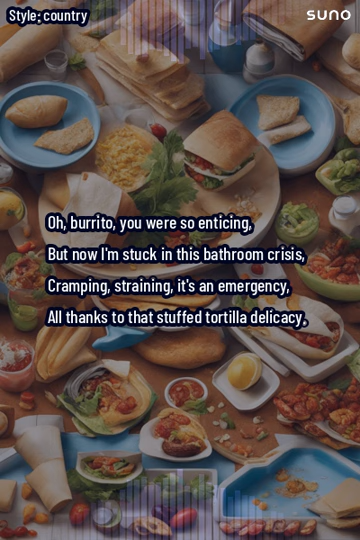 Style: country
suno
Oh, burrito, you were so enticing,
But now I'm stuck in this bathroom crisis,
Cramping, straining, it's an emergency,
All thanks to that stuffed tortilla delicacy.